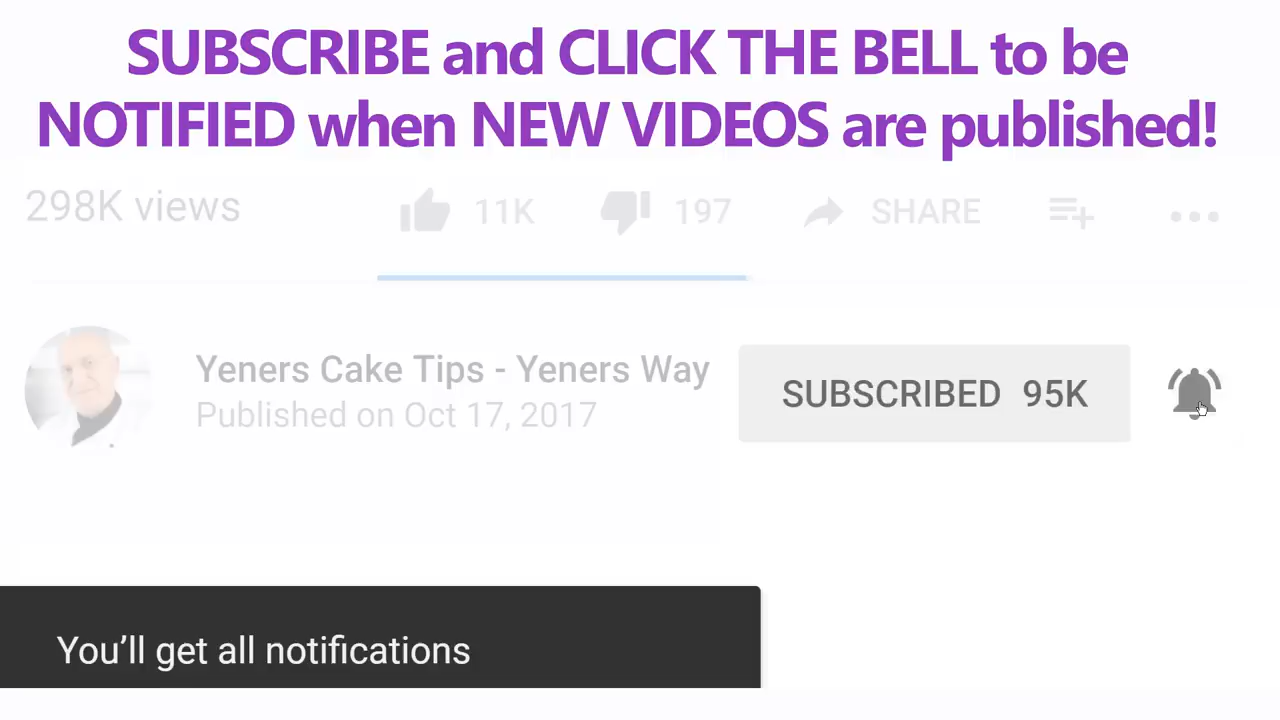 SUBSCRIBE and CLICK THE BELL to be
NOTIFIED when NEW VIDEOS are published!
298K views 11K 197 SHARE
Yeners Cake Tips - Yeners Way
Published on Oct 17, 2017
SUBSCRIBED 95K
You’ll get all notifications